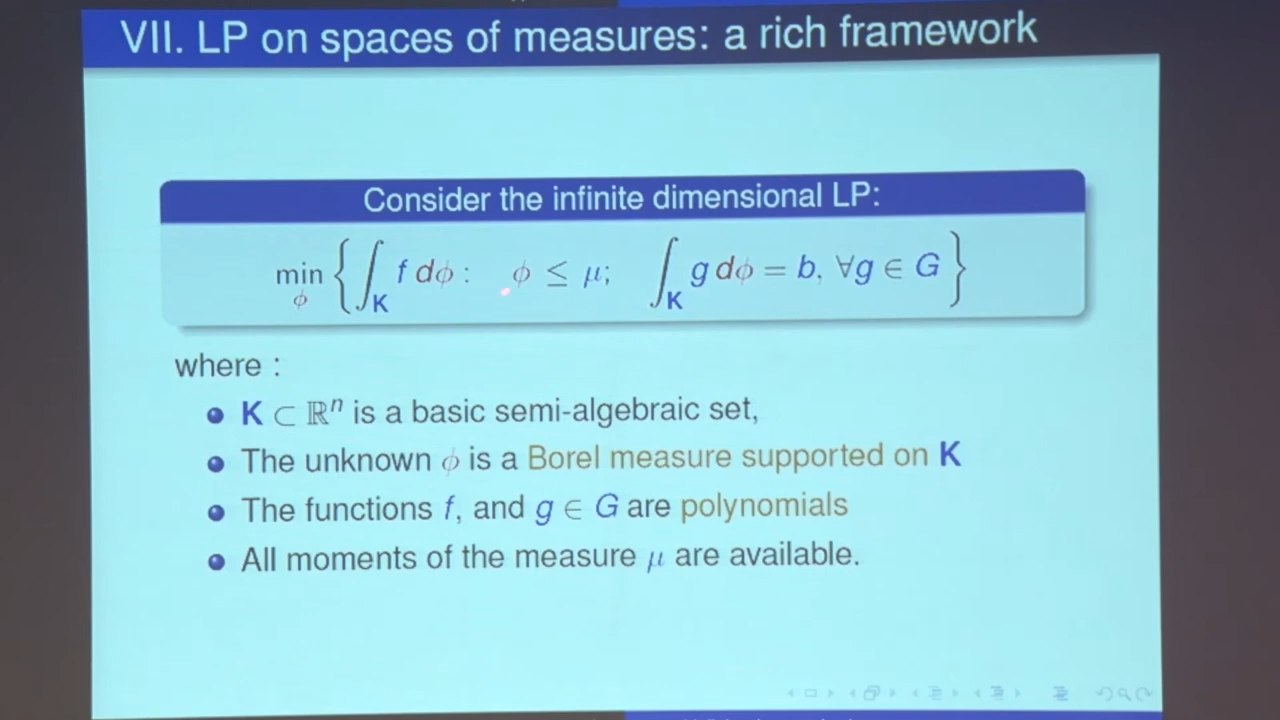 VII. LP on spaces of measures: a rich framework
Consider the infinite dimensional LP:
min_ϕ { ∫_K f dϕ : ϕ ≤ μ; ∫_K g dϕ = b, ∀g ∈ G }
where :
K ⊂ ℝⁿ is a basic semi-algebraic set,
The unknown ϕ is a Borel measure supported on K
The functions f, and g ∈ G are polynomials
All moments of the measure μ are available.